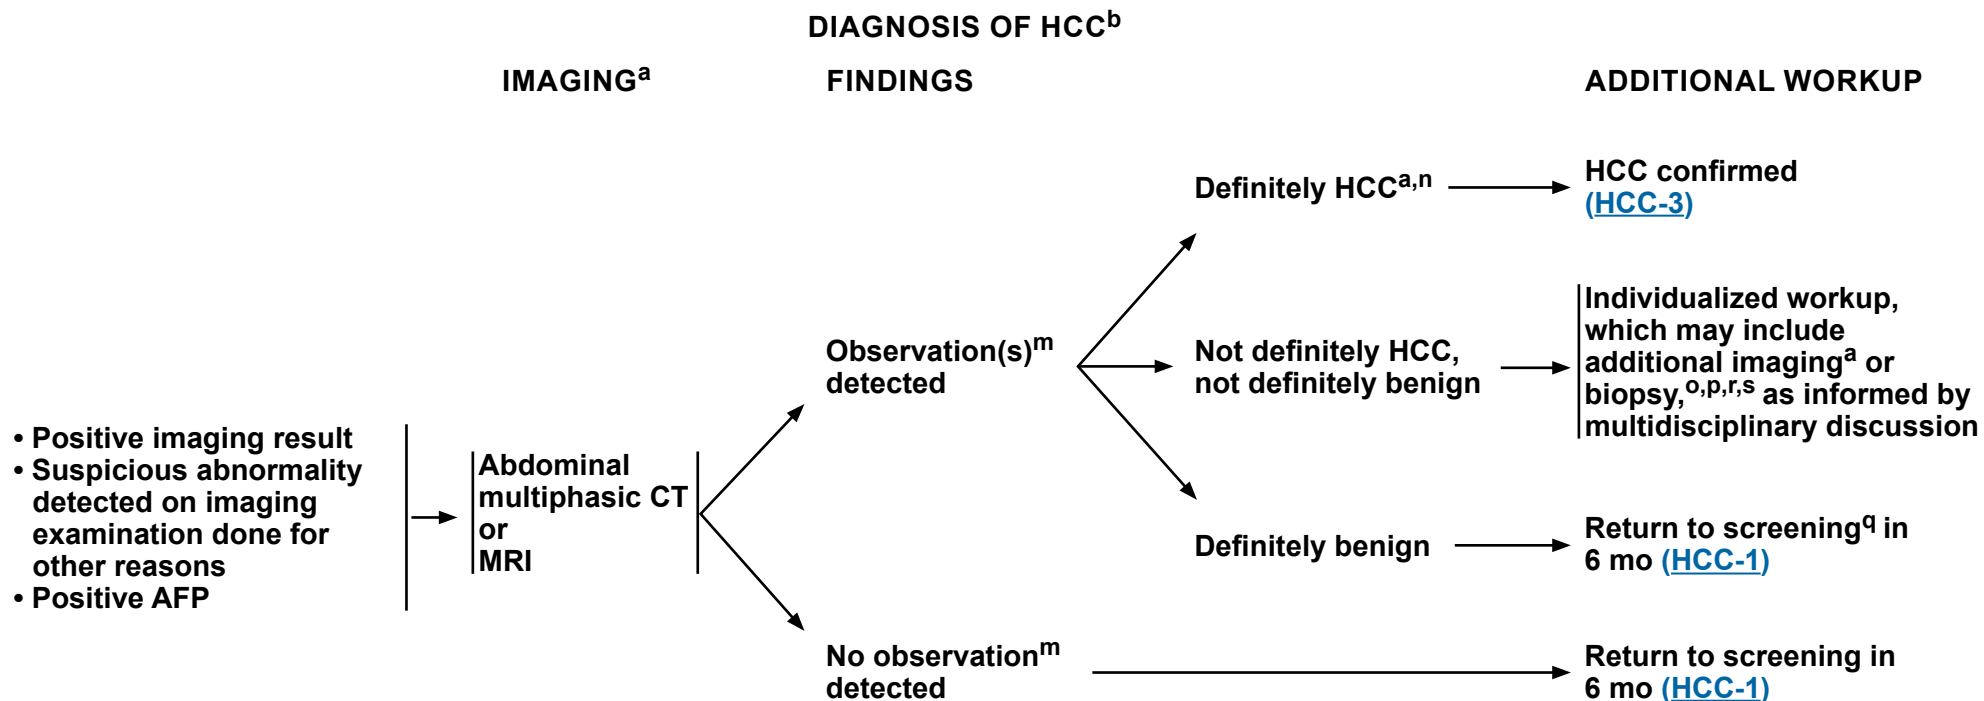 DIAGNOSIS OF HCCb
IMAGINGa
FINDINGS
ADDITIONAL WORKUP
• Positive imaging result
• Suspicious abnormality
detected on imaging
examination done for
other reasons
• Positive AFP
Abdominal
multiphasic CT
or
MRI
Observation(s)m
detected
Definitely HCCa,n
HCC confirmed
(HCC-3)
Not definitely HCC,
not definitely benign
Individualized workup,
which may include
additional imaginga or
biopsy,o,p,r,s as informed by
multidisciplinary discussion
Definitely benign
Return to screeningq in
6 mo (HCC-1)
No observationm
detected
Return to screening in
6 mo (HCC-1)